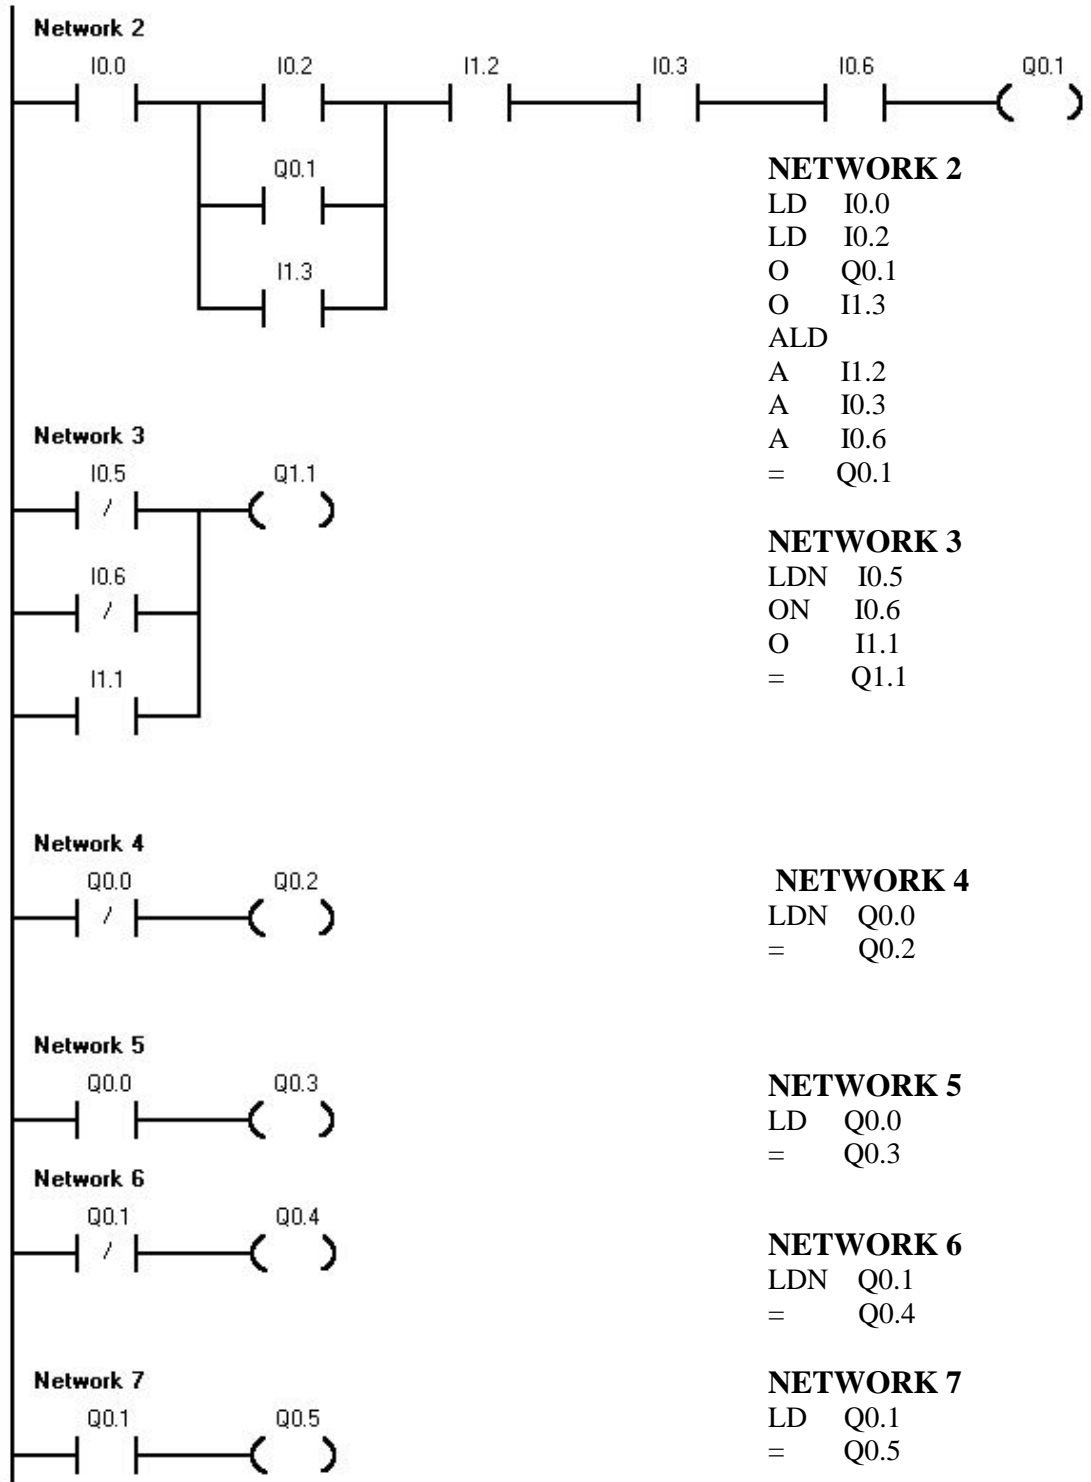 Network 2
I0.0 I0.2 I1.2 I0.3 I0.6 Q0.1
Q0.1
I1.3
NETWORK 2
LD I0.0
LD I0.2
O Q0.1
O I1.3
ALD
A I1.2
A I0.3
A I0.6
= Q0.1
Network 3
I0.5 Q1.1
/
I0.6
/
I1.1
NETWORK 3
LDN I0.5
ON I0.6
O I1.1
= Q1.1
Network 4
Q0.0 Q0.2
/
NETWORK 4
LDN Q0.0
= Q0.2
Network 5
Q0.0 Q0.3
NETWORK 5
LD Q0.0
= Q0.3
Network 6
Q0.1 Q0.4
/
NETWORK 6
LDN Q0.1
= Q0.4
Network 7
Q0.1 Q0.5
NETWORK 7
LD Q0.1
= Q0.5